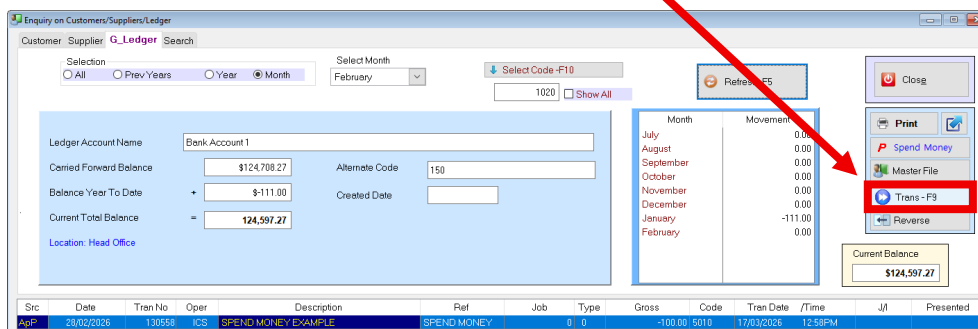 Enquiry on Customers/Suppliers/Ledger
Customer Supplier G_Ledger Search
Selection
All Prev Years Year Month
Select Month
February
Select Code -F10
1020 Show All
Refresh F5
Close
Print
Spend Money
Master File
Trans - F9
Reverse
Ledger Account Name Bank Account 1
Carried Forward Balance $124,708.27 Alternate Code 150
Balance Year To Date + $-111.00 Created Date
Current Total Balance = 124,597.27
Location: Head Office
Month Movement
July 0.00
August 0.00
September 0.00
October 0.00
November 0.00
December 0.00
January -111.00
February 0.00
Current Balance
$124,597.27
Src Date Tran No Oper Description Ref Job Type Gross Code Tran Date /Time J/I Presented
ApP 28/02/2026 130558 ICS SPEND MONEY EXAMPLE SPEND MONEY 0 0 -100.00 5010 17/03/2026 12:58PM